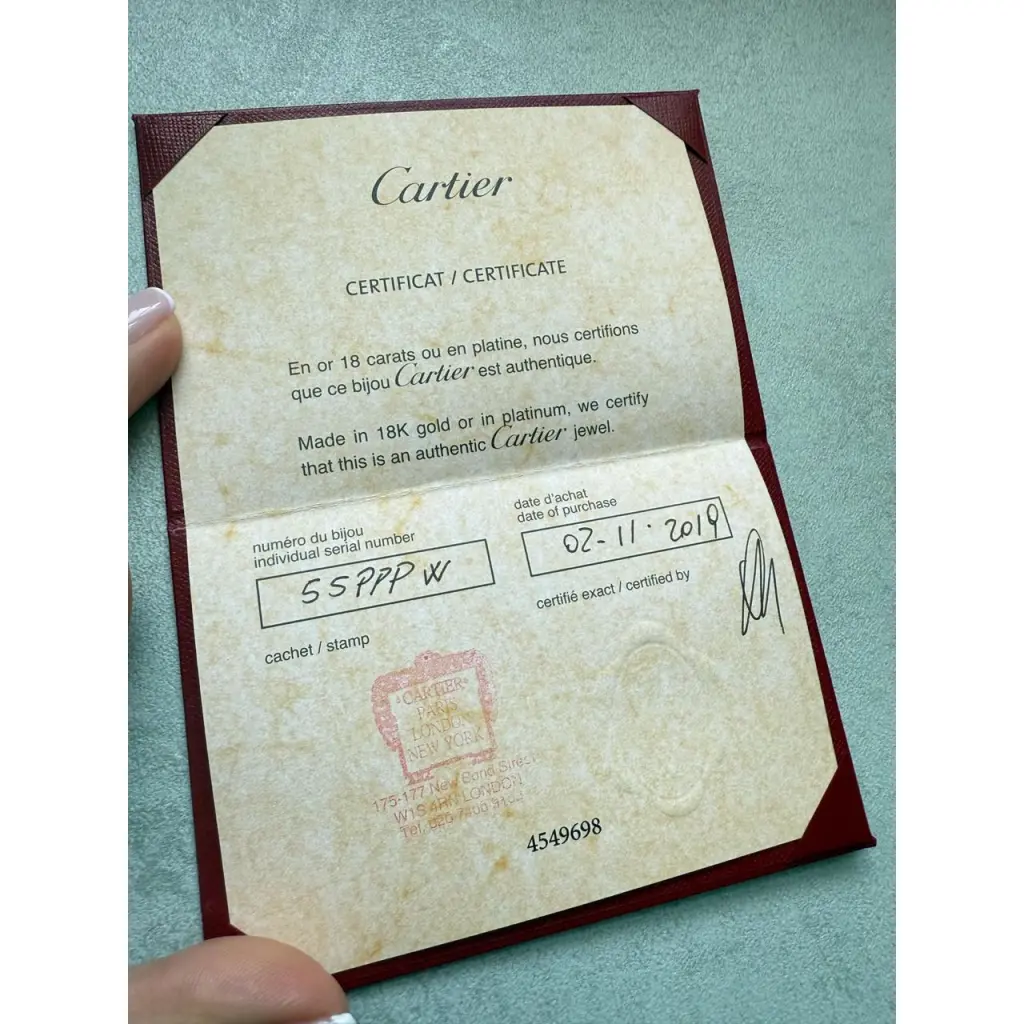 Cartier
CERTIFICAT / CERTIFICATE
En or 18 carats ou en platine, nous certifions
que ce bijou Cartier est authentique.
Made in 18K gold or in platinum, we certify
that this is an authentic Cartier jewel.
numéro du bijou
individual serial number
date d'achat
date of purchase
02-11.2019
certifié exact / certified by
cachet / stamp
CARTIER
PARIS
LONDON
NEW YORK
175-177 New Bond Street
W1S 4RN LONDON
Tel. 020 7408
4549698